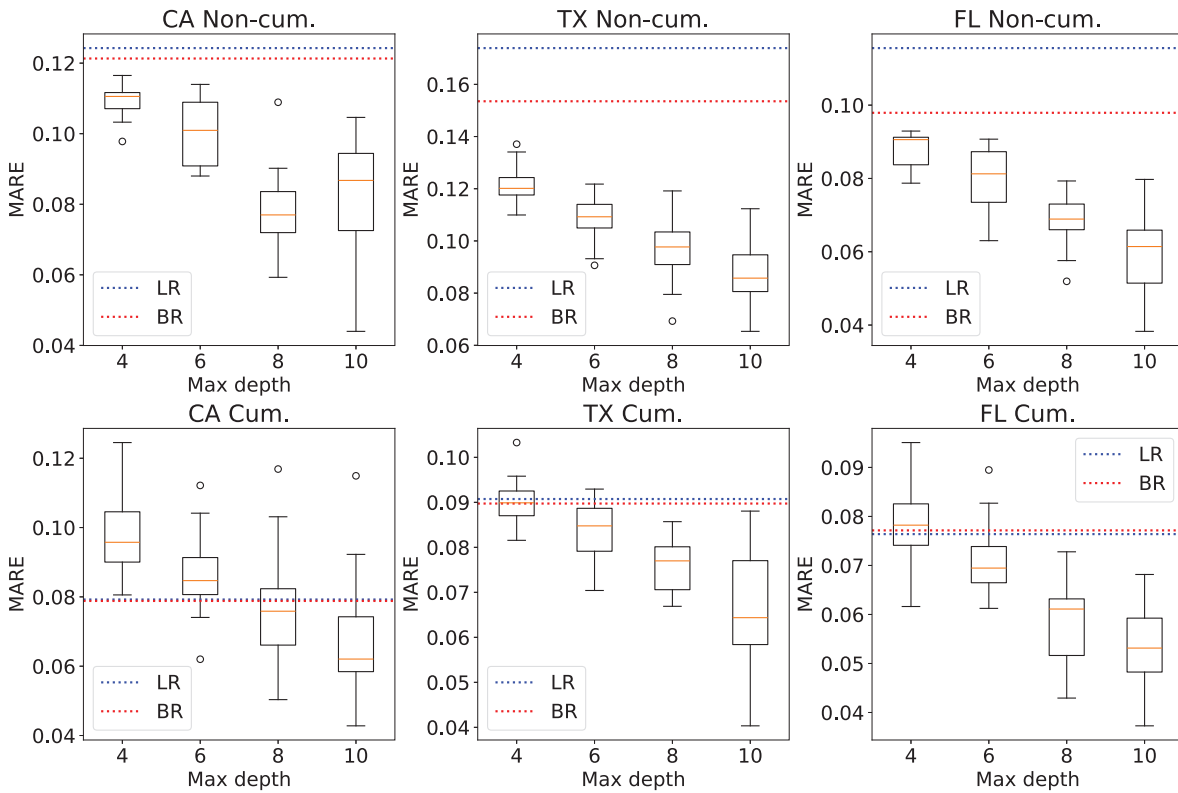 CA Non-cum.
0.12
0.10
0.08
0.06
0.04
MARE
LR
BR
4 6 8 10
Max depth
TX Non-cum.
0.16
0.14
0.12
0.10
0.08
0.06
MARE
LR
BR
4 6 8 10
Max depth
FL Non-cum.
0.10
0.08
0.06
0.04
MARE
LR
BR
4 6 8 10
Max depth
CA Cum.
0.12
0.10
0.08
0.06
0.04
MARE
LR
BR
4 6 8 10
Max depth
TX Cum.
0.10
0.09
0.08
0.07
0.06
0.05
0.04
MARE
LR
BR
4 6 8 10
Max depth
FL Cum.
0.09
0.08
0.07
0.06
0.05
0.04
MARE
LR
BR
4 6 8 10
Max depth